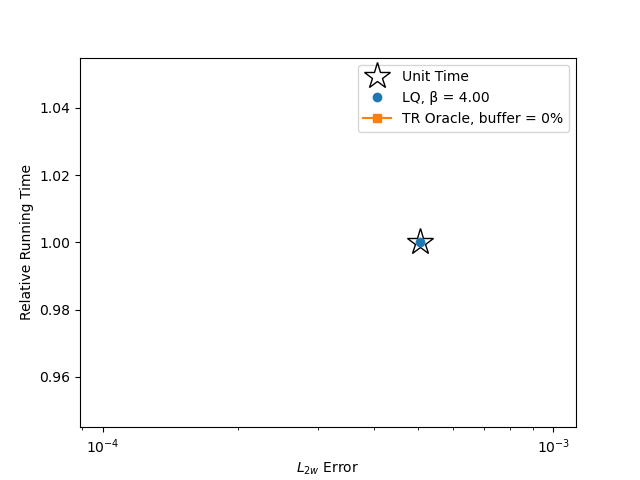 Unit Time
LQ, β = 4.00
TR Oracle, buffer = 0%
Relative Running Time
1.04
1.02
1.00
0.98
0.96
10⁻⁴
10⁻³
L₂w Error